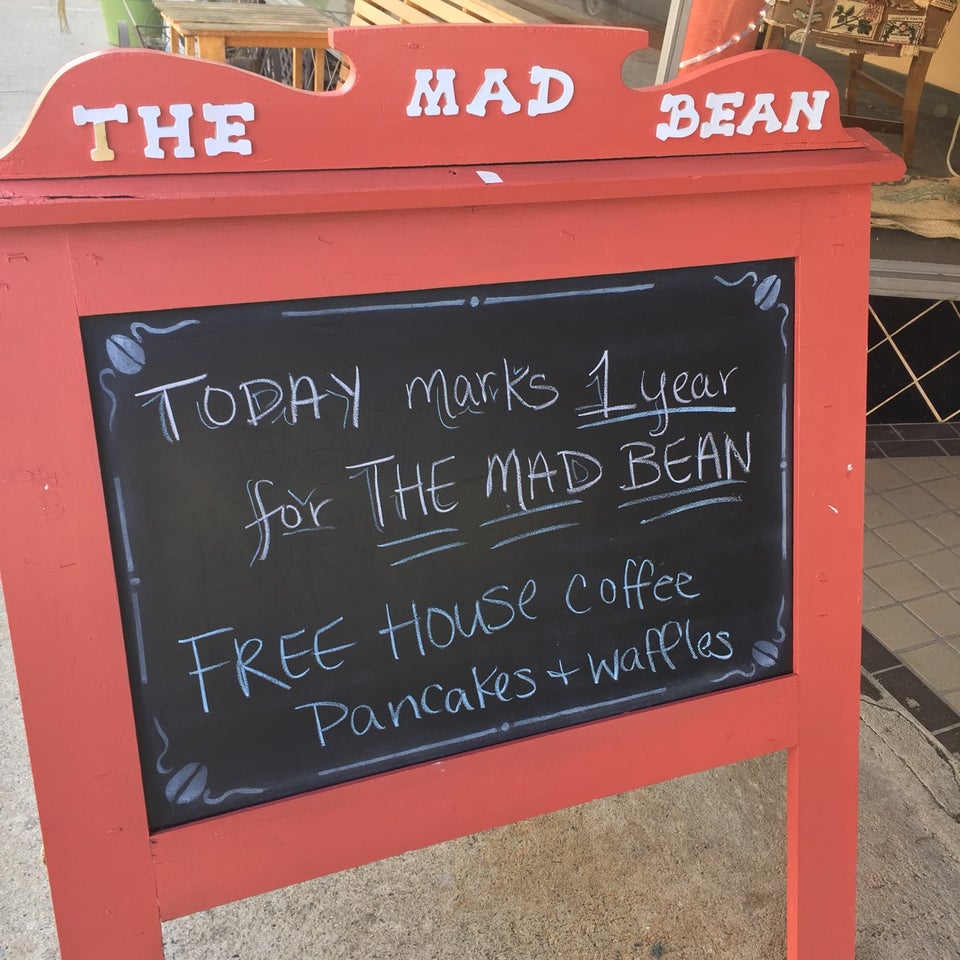 THE MAD BEAN
TODAY marks 1 year
for THE MAD BEAN
FREE HOUSE coffee
Pancakes + waffles